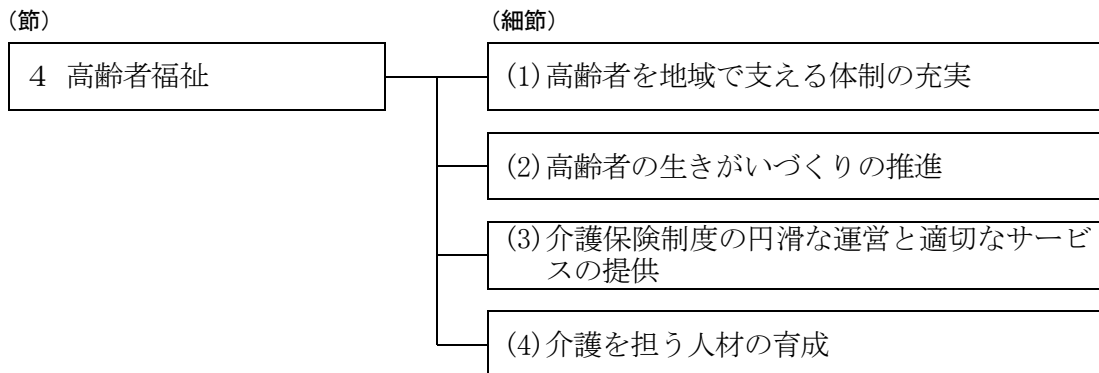 (節)
(細節)
４ 高齢者福祉
(1)高齢者を地域で支える体制の充実
(2)高齢者の生きがいづくりの推進
(3)介護保険制度の円滑な運営と適切なサービ
スの提供
(4)介護を担う人材の育成